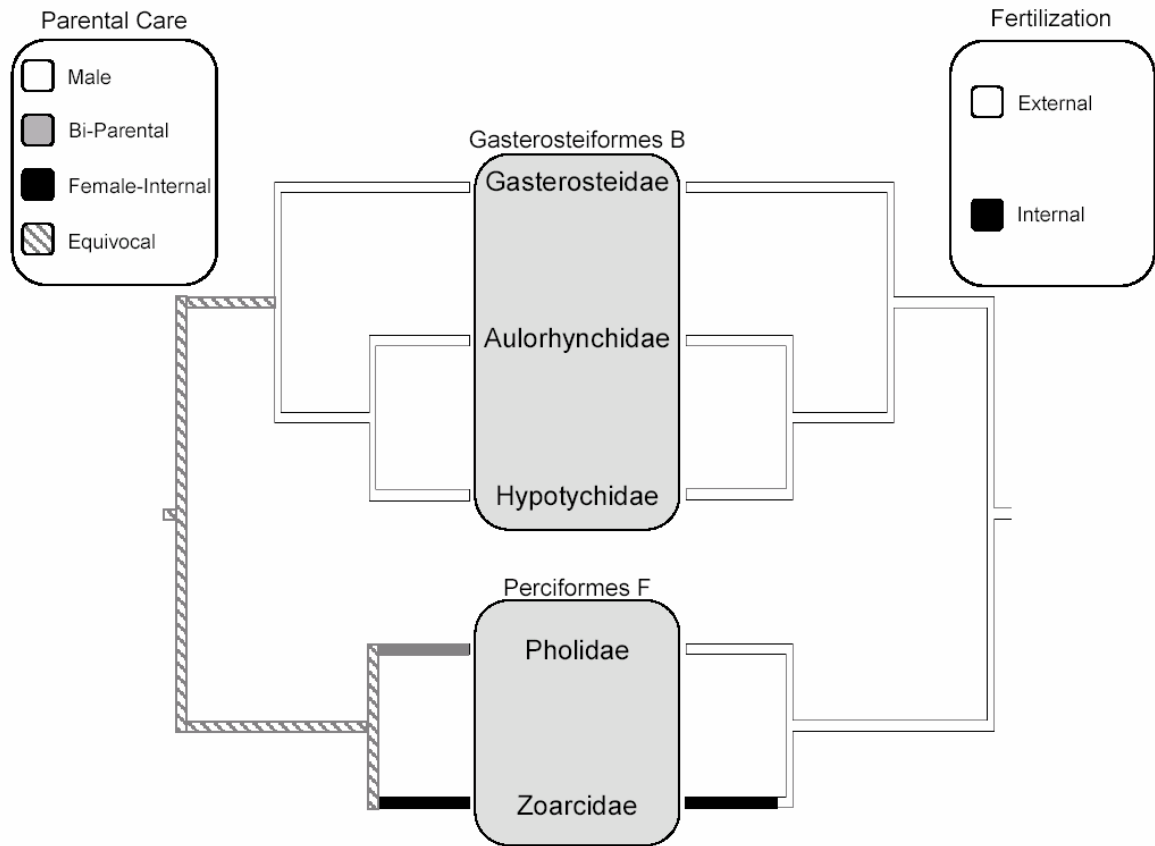 Parental Care
Male
Bi-Parental
Female-Internal
Equivocal
Fertilization
External
Internal
Gasterosteiformes B
Gasterosteidae
Aulorhynchidae
Hypotychidae
Perciformes F
Pholidae
Zoarcidae